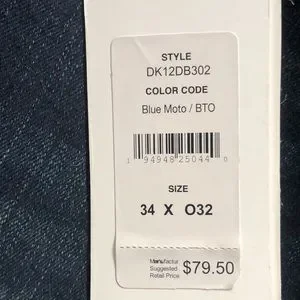 STYLE
DK12DB302
COLOR CODE
Blue Moto / BTO
1 94948 25044 0
SIZE
34 X O32
Manufactur
Suggested
Retail Price
$79.50